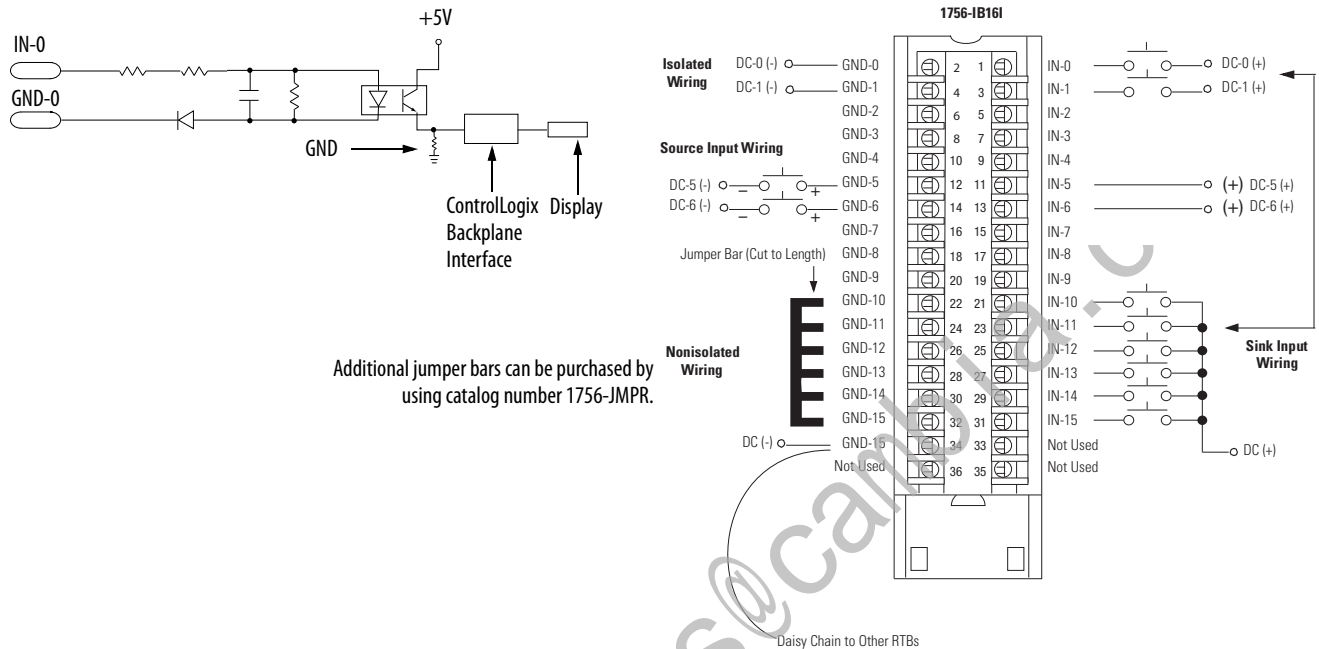 +5V
IN-0
GND-0
GND
ControlLogix
Backplane
Interface
Display
Additional jumper bars can be purchased by
using catalog number 1756-JMPR.
1756-IB16I
Isolated
Wiring
DC-0 (-) GND-0 2 1 IN-0 DC-0 (+)
DC-1 (-) GND-1 4 3 IN-1 DC-1 (+)
GND-2 6 5 IN-2
GND-3 8 7 IN-3
Source Input Wiring
GND-4 10 9 IN-4
DC-5 (-) – + GND-5 12 11 IN-5 (+) DC-5 (+)
DC-6 (-) – + GND-6 14 13 IN-6 (+) DC-6 (+)
GND-7 16 15 IN-7
Jumper Bar (Cut to Length)
GND-8 18 17 IN-8
GND-9 20 19 IN-9
GND-10 22 21 IN-10
GND-11 24 23 IN-11
Nonisolated
Wiring
GND-12 26 25 IN-12
Sink Input
Wiring
GND-13 28 27 IN-13
GND-14 30 29 IN-14
GND-15 32 31 IN-15
DC (-) GND-15 34 33 Not Used DC (+)
Not Used 36 35 Not Used
Daisy Chain to Other RTBs
s@cambia.c